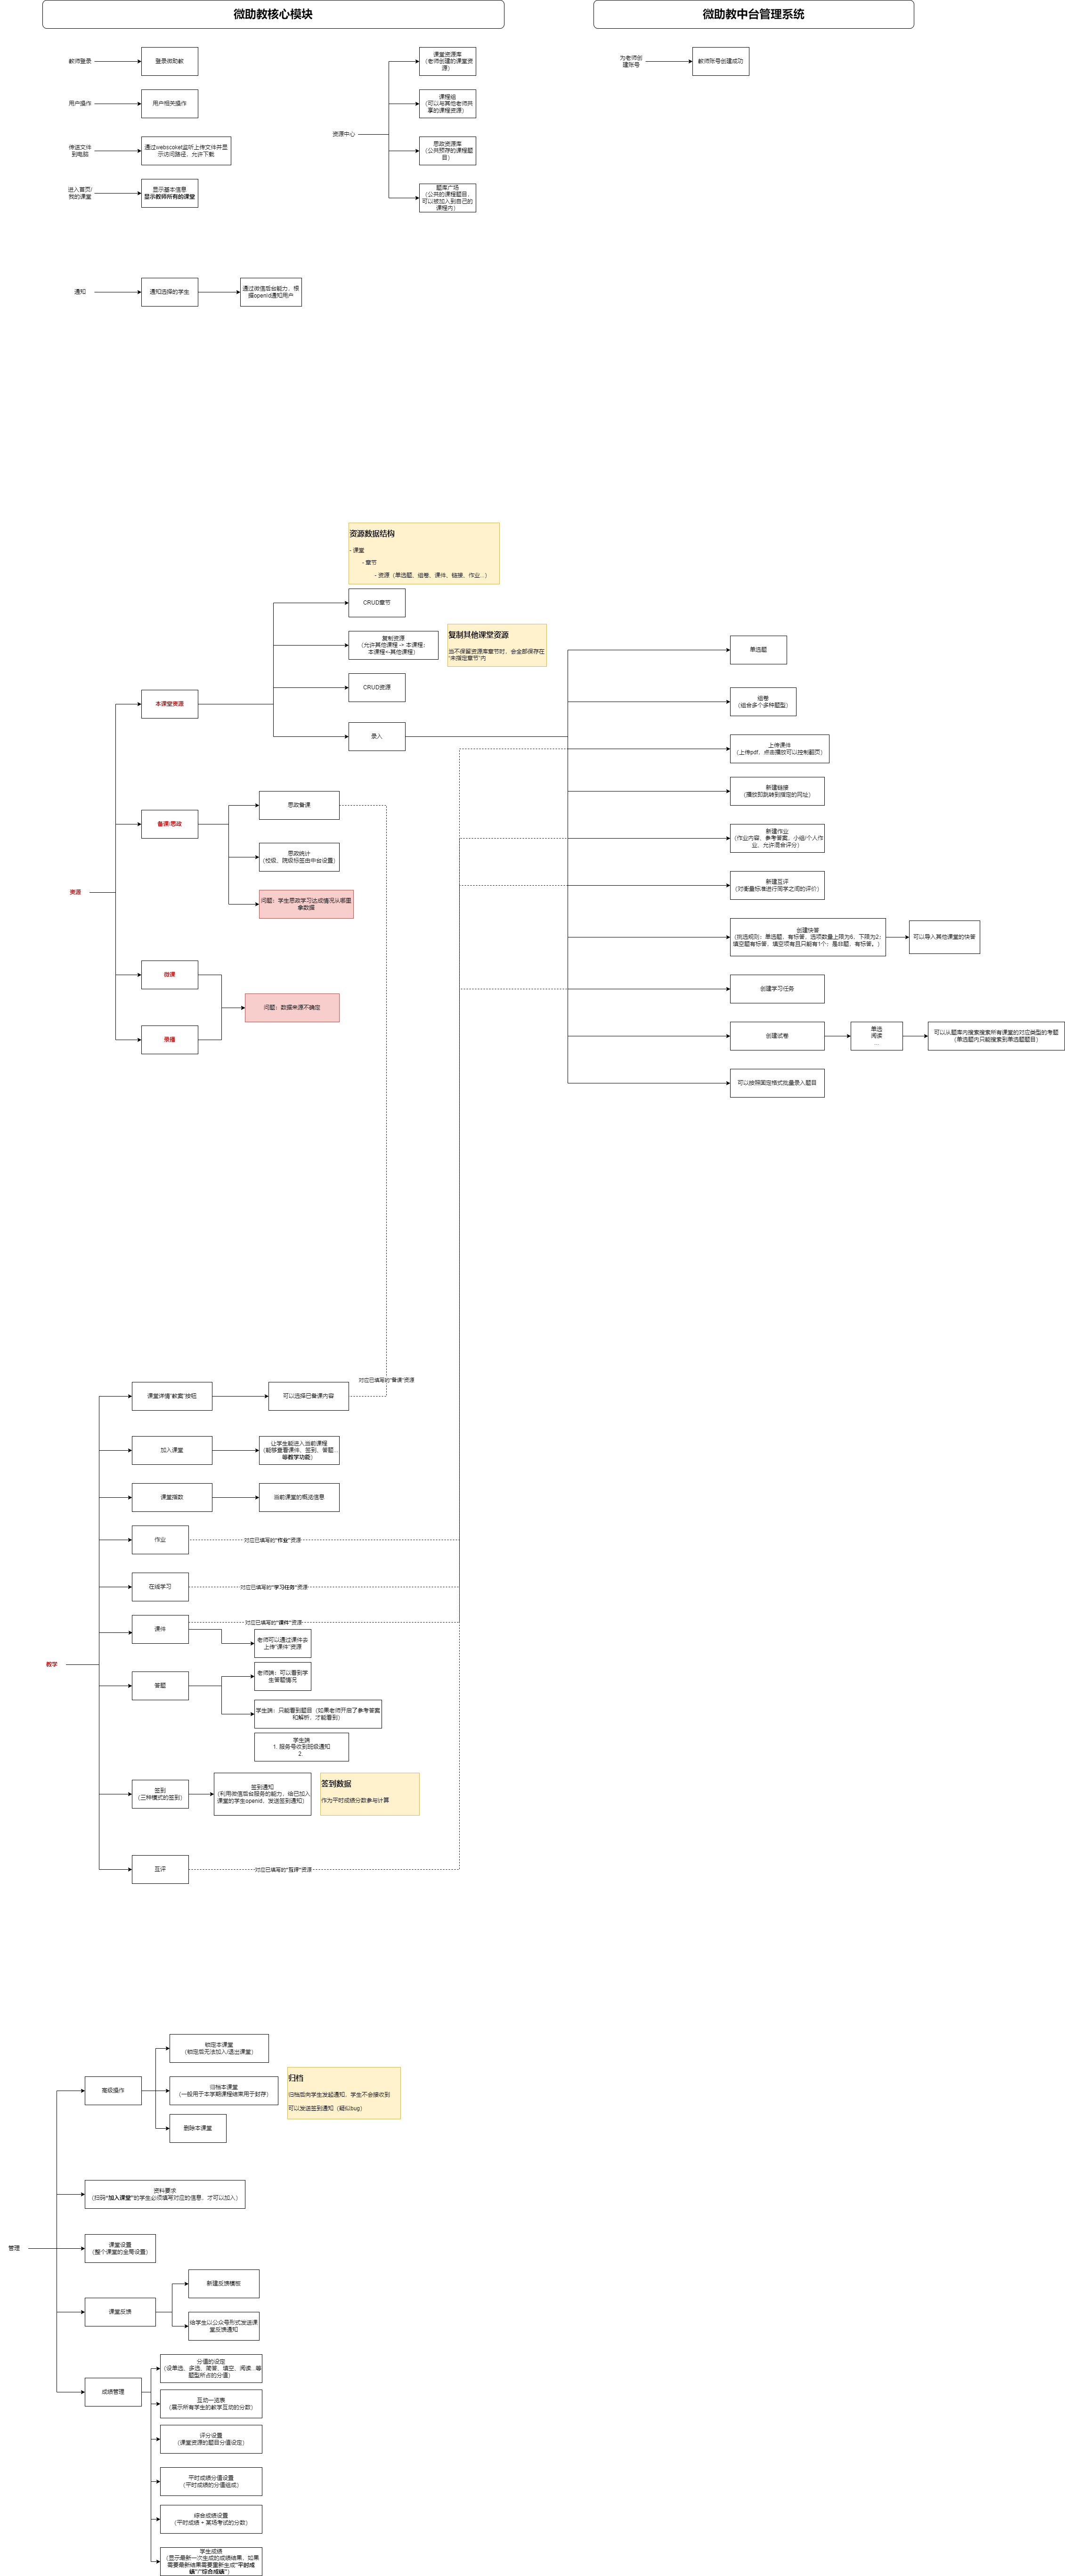 微助教核心模块
微助教中台管理系统
教师登录
登录微助教
用户操作
用户相关操作
传送文件
到电脑
通过webscoket监听上传文件并显
示访问路径，允许下载
进入首页/
我的课堂
显示基本信息
显示教师所有的课堂
资源中心
课堂资源库
（老师创建的课堂资
源）
课程组
（可以与其他老师共
享的课程资源）
思政资源库
（公共预存的课程题
目）
题库广场
（公共的课程题目，
可以被加入到自己的
课程内）
为老师创
建账号
教师账号创建成功
通知
通知选择的学生
通过微信后台能力，根
据openid通知用户
资源数据结构
- 课堂
- 章节
- 资源（单选题、组卷、课件、链接、作业...）
CRUD章节
复制资源
（允许其他课程 -> 本课程；
本课程<-其他课程）
复制其他课堂资源
当不保留资源库章节时，会全部保存在
"未指定章节"内
CRUD资源
录入
本课堂资源
备课/思政
思政备课
思政统计
（校级、院级标签由中台设置）
问题：学生思政学习达成情况从哪里
拿数据
资源
微课
录播
问题：数据来源不确定
单选题
组卷
（组合多个多种题型）
上传课件
（上传pdf，点击播放可以控制翻页）
新建链接
（播放即跳转到指定的网址）
新建作业
（作业内容、参考答案、小组/个人作
业、允许混合评分）
新建互评
（对衡量标准进行同学之间的评价）
创建快答
（挑选规则：单选题，有标答，选项数量上限为6，下限为2；
填空题有标答，填空项有且只能有1个；是非题，有标答。）
可以导入其他课堂的快答
创建学习任务
创建试卷
单选
阅读
...
可以从题库内搜索搜索所有课堂的对应类型的考题
（单选题内只能搜索到单选题题目）
可以按照固定格式批量录入题目
教学
课堂详情"教案"按钮
可以选择已备课内容
对应已填写的"备课"资源
加入课堂
让学生能进入当前课程
（能够查看课件、签到、答题...
等教学功能）
课堂指数
当前课堂的概括信息
作业
对应已填写的"作业"资源
在线学习
对应已填写的"学习任务"资源
课件
对应已填写的"课件"资源
老师可以通过课件去
上传"课件"资源
答题
老师端：可以看到学
生答题情况
学生端：只能看到题目（如果老师开启了参考答案
和解析，才能看到）
学生端
1. 服务号收到班级通知
2.
签到
（三种模式的签到）
签到通知
（利用微信后台服务的能力，给已加入
课堂的学生openid，发送签到通知）
签到数据
作为平时成绩分数参与计算
互评
对应已填写的"互评"资源
管理
高级操作
锁定本课堂
（锁定后无法加入/退出课堂）
归档本课堂
（一般用于本学期课程结束用于封存）
删除本课堂
归档
归档后向学生发起通知，学生不会接收到
可以发送签到通知（疑似bug）
资料要求
（扫码"加入课堂"的学生必须填写对应的信息，才可以加入）
课堂设置
（整个课堂的全局设置）
课堂反馈
新建反馈模板
给学生以公众号形式发送课
堂反馈通知
成绩管理
分值的设定
（设单选、多选、简答、填空、阅读...等
题型所占的分值）
互动一览表
（展示所有学生的教学互动的分数）
评分设置
（课堂资源的题目分值设定）
平时成绩分值设置
（平时成绩的分值组成）
综合成绩设置
（平时成绩 + 某场考试的分数）
学生成绩
（显示最新一次生成的成绩结果，如果
需要最新结果需要重新生成"平时成
绩"/"综合成绩"）